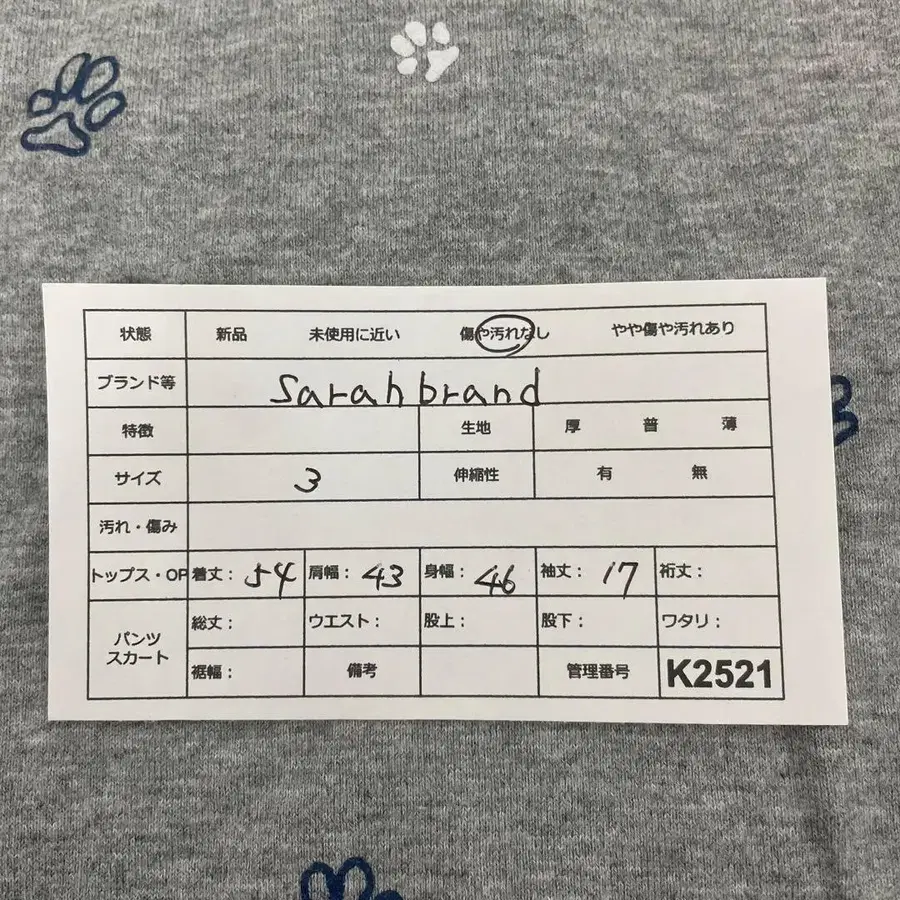 状態 新品 未使用に近い 傷や汚れなし やや傷や汚れあり
ブランド等 Sarah brand
特徴 生地 厚 普 薄
サイズ 3 伸縮性 有 無
汚れ・傷み
トップス・OP 着丈： 54 肩幅： 43 身幅： 46 袖丈： 17 裄丈：
パンツ スカート 総丈： ウエスト： 股上： 股下： ワタリ：
裾幅： 備考 管理番号 K2521